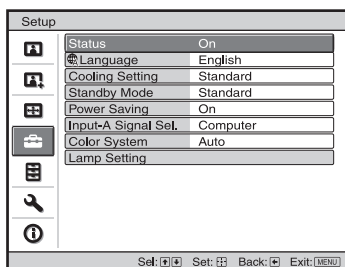 Setup
Status On
Language English
Cooling Setting Standard
Standby Mode Standard
Power Saving On
Input-A Signal Sel. Computer
Color System Auto
Lamp Setting
Sel: Set: Back: Exit: MENU